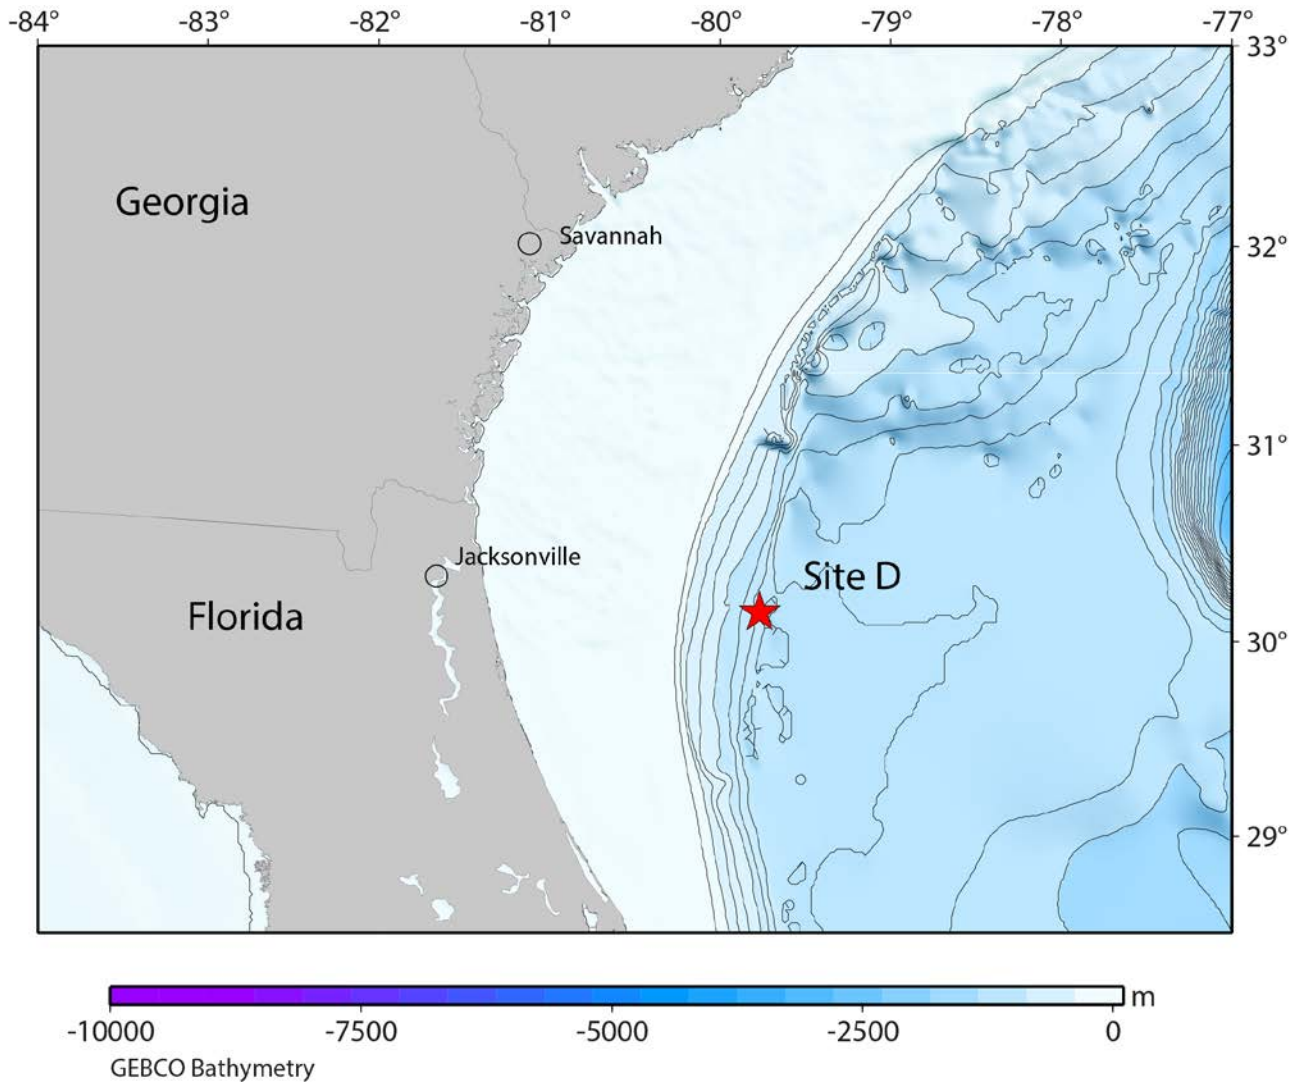 -84° -83° -82° -81° -80° -79° -78° -77°
33°
Georgia
Savannah
32°
31°
Jacksonville
Site D
Florida
30°
29°
m
-10000 -7500 -5000 -2500 0
GEBCO Bathymetry